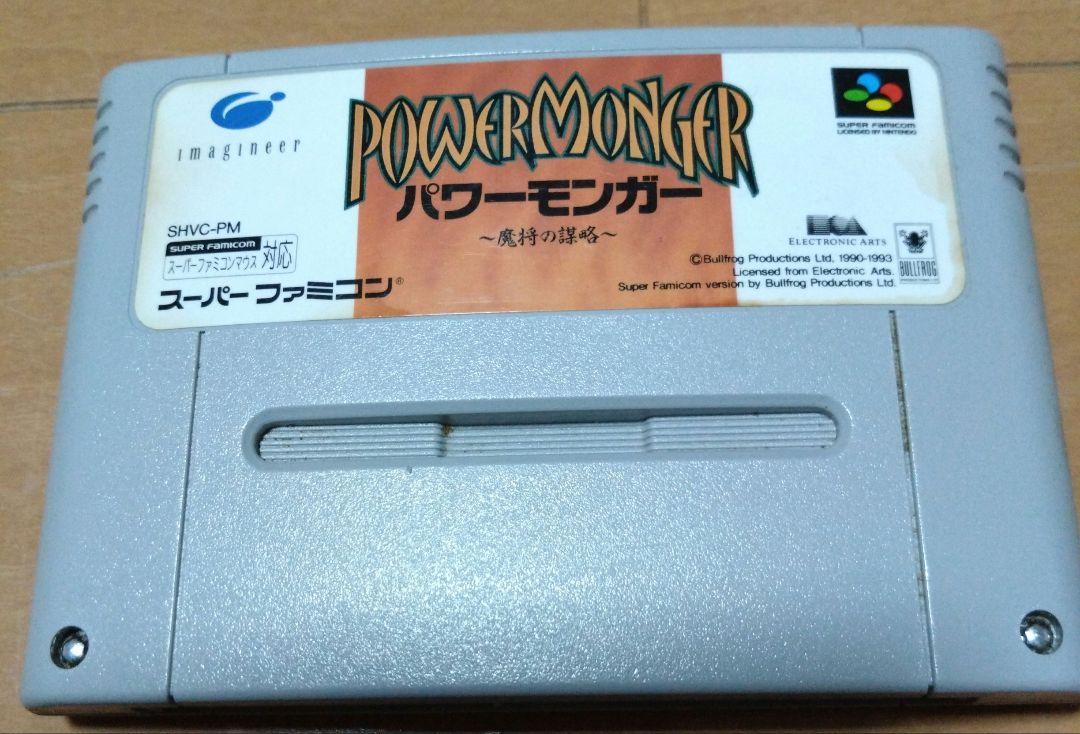 imagineer
POWERMONGER
パワーモンガー
～魔将の謀略～
SUPER FAMICOM
LICENSED BY NINTENDO
SHVC-PM
SUPER FAMICOM
スーパーファミコンマウス 対応
スーパーファミコン®
ELECTRONIC ARTS
©Bullfrog Productions Ltd. 1990-1993
Licensed from Electronic Arts.
Super Famicom version by Bullfrog Productions Ltd.
BULLFROG